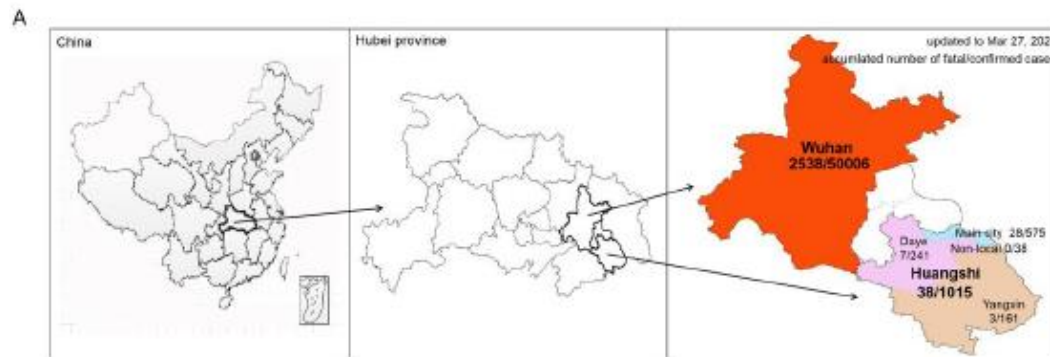 A
China
Hubei province
updated to Mar 27, 202
accumlated number of fatal/confirmed case
Wuhan
2538/50006
Main city 28/575
Daye
7/241
Non-local 0/38
Huangshi
38/1015
Yangxin
3/161